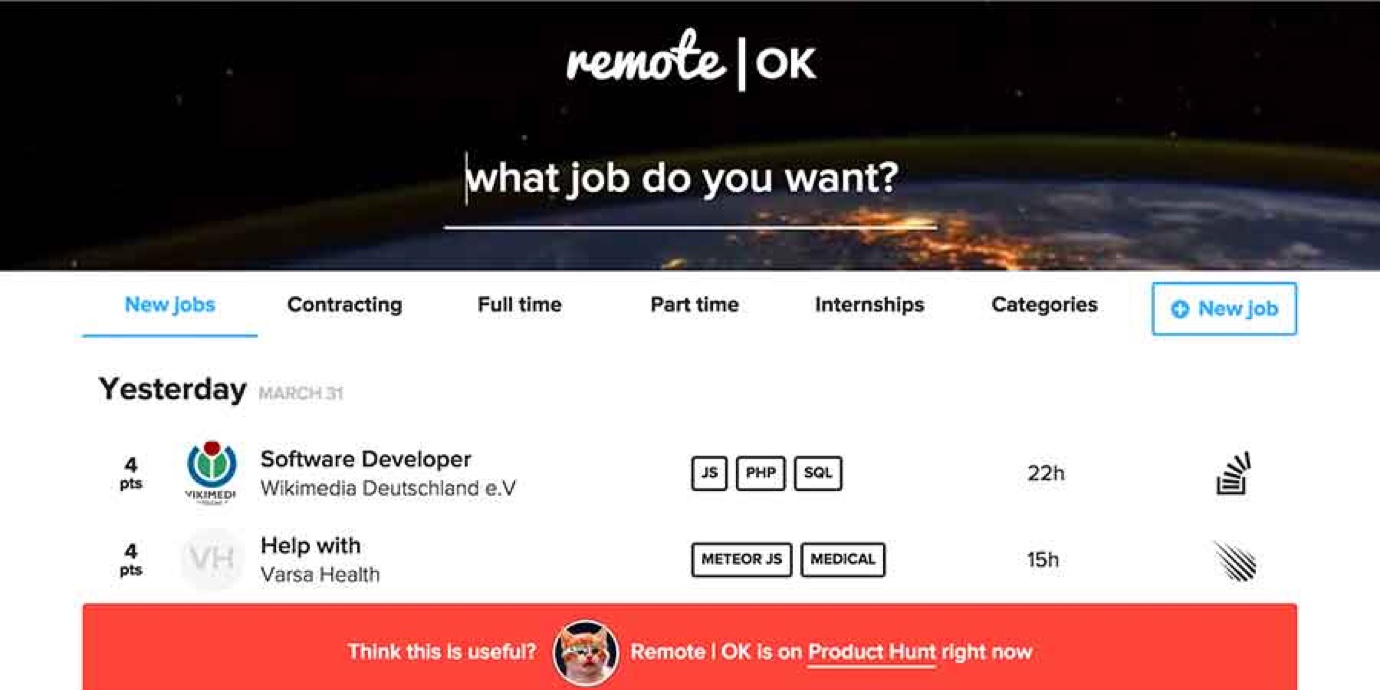 remote | OK
what job do you want?
New jobs Contracting Full time Part time Internships Categories New job
Yesterday MARCH 31
4 pts
Software Developer
Wikimedia Deutschland e.V
JS PHP SQL 22h
4 pts
VH
Help with
Varsa Health
METEOR JS MEDICAL 15h
Think this is useful? Remote | OK is on Product Hunt right now